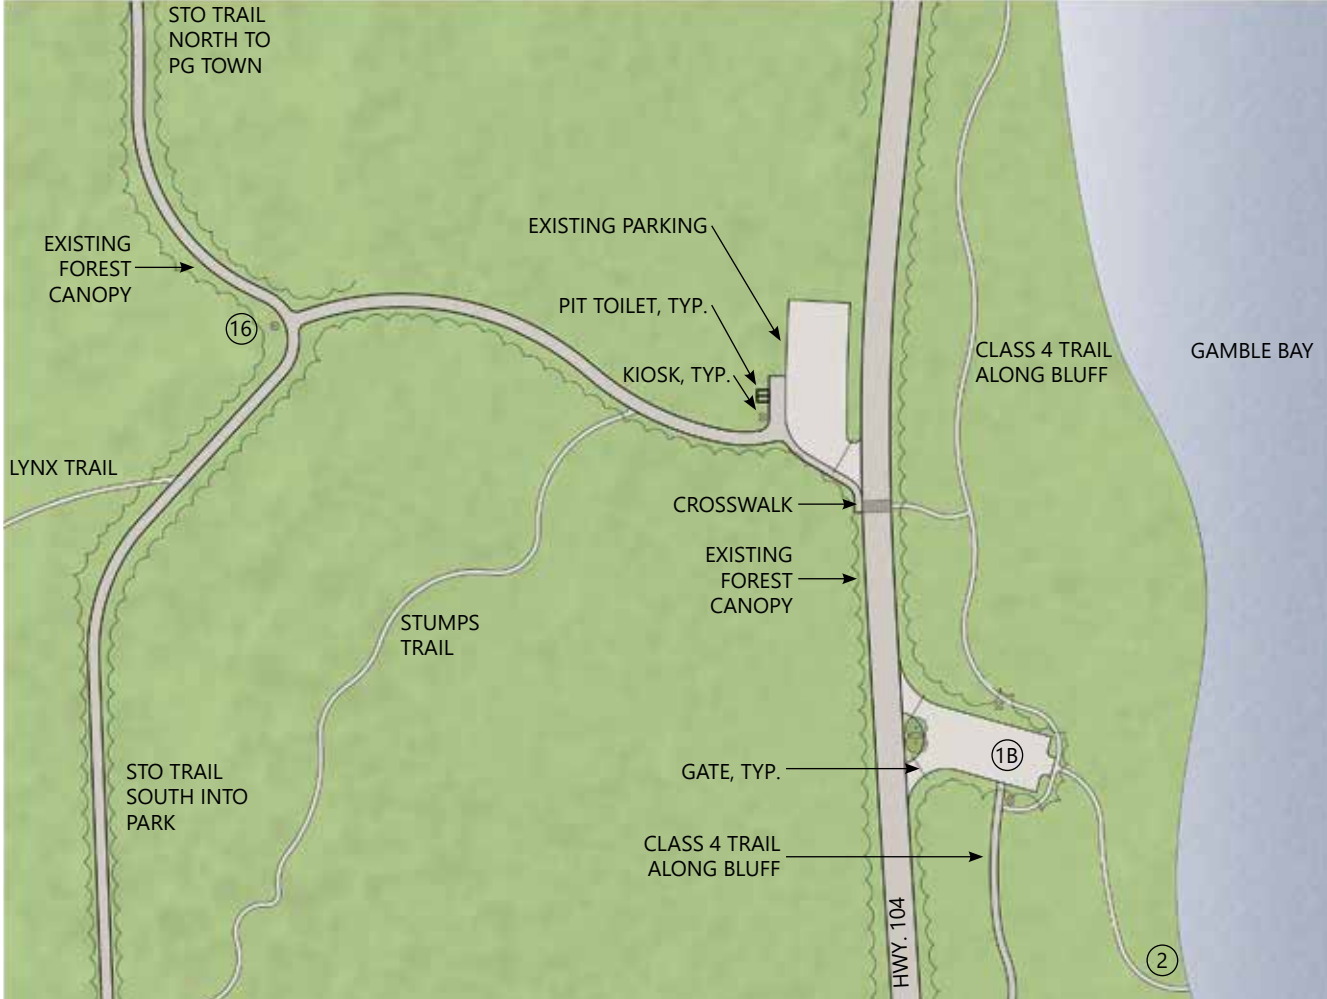 STO TRAIL
NORTH TO
PG TOWN
EXISTING
FOREST
CANOPY
16
EXISTING PARKING
PIT TOILET, TYP.
KIOSK, TYP.
CLASS 4 TRAIL
ALONG BLUFF
GAMBLE BAY
LYNX TRAIL
CROSSWALK
EXISTING
FOREST
CANOPY
STUMPS
TRAIL
STO TRAIL
SOUTH INTO
PARK
GATE, TYP.
1B
CLASS 4 TRAIL
ALONG BLUFF
HWY. 104
2